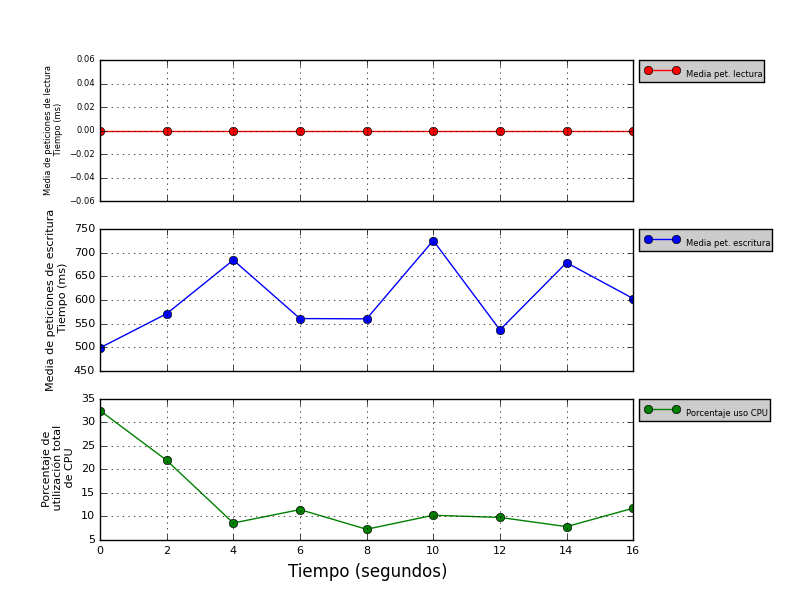 Media de peticiones de lectura
Tiempo (ms)
0.06
0.04
0.02
0.00
−0.02
−0.04
−0.06
Media pet. lectura
Media de peticiones de escritura
Tiempo (ms)
750
700
650
600
550
500
450
Media pet. escritura
Porcentaje de
utilización total
de CPU
35
30
25
20
15
10
5
Porcentaje uso CPU
0 2 4 6 8 10 12 14 16
Tiempo (segundos)